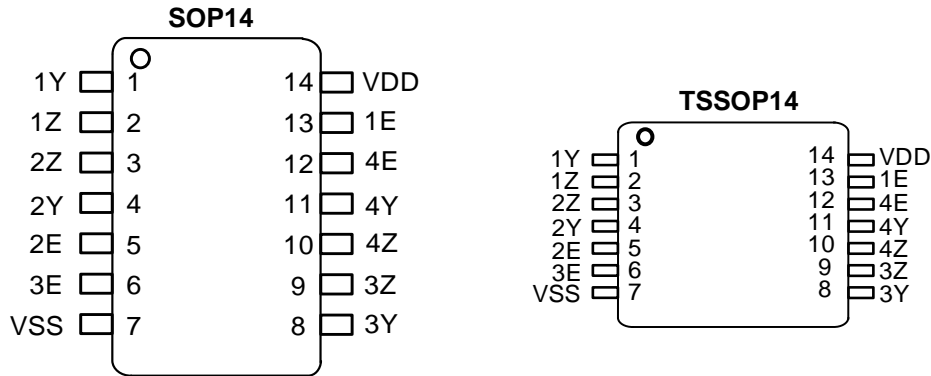 SOP14
1Y 1 14 VDD
1Z 2 13 1E
2Z 3 12 4E
2Y 4 11 4Y
2E 5 10 4Z
3E 6 9 3Z
VSS 7 8 3Y
TSSOP14
1Y 1 14 VDD
1Z 2 13 1E
2Z 3 12 4E
2Y 4 11 4Y
2E 5 10 4Z
3E 6 9 3Z
VSS 7 8 3Y